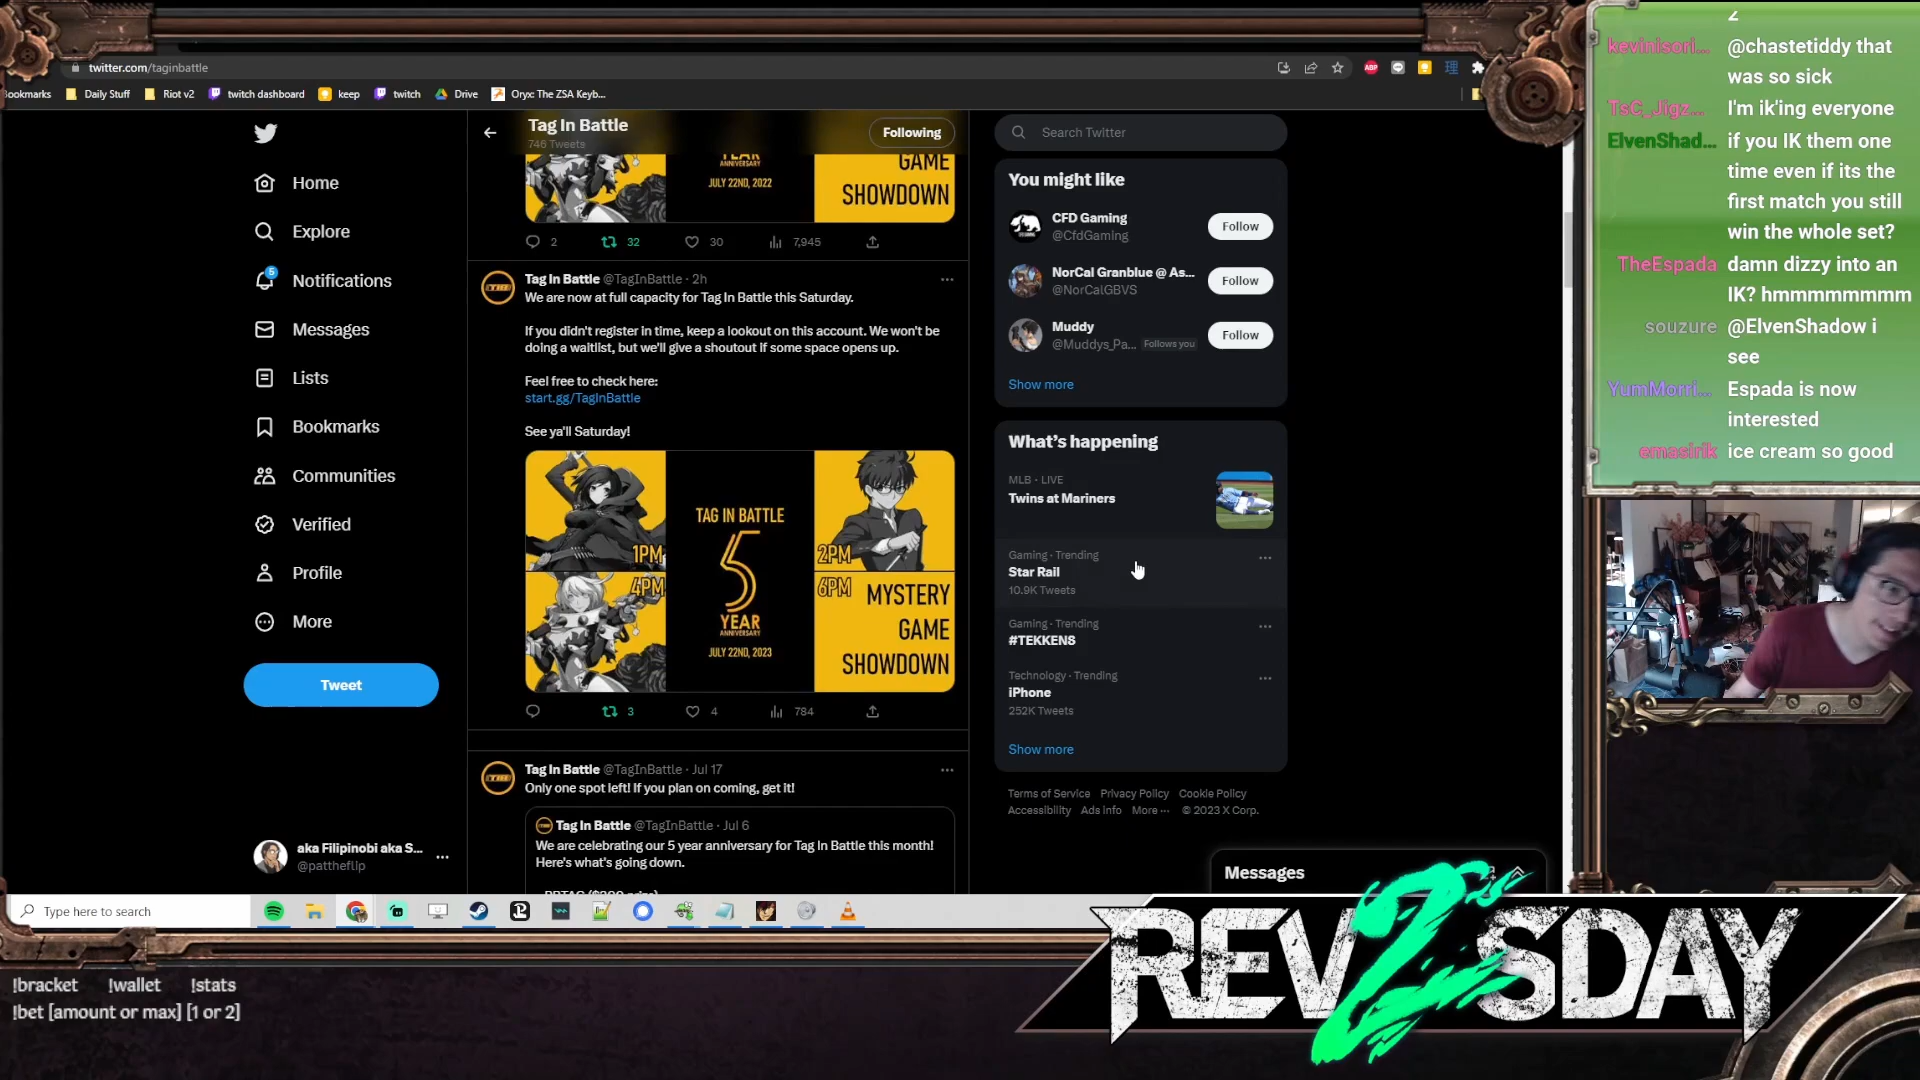 twitter.com/taginbattle
ookmarks
Daily Stuff
Riot v2
twitch dashboard
keep
twitch
Drive
Oryx: The ZSA Keyb...
Home
Explore
5
Notifications
Messages
Lists
Bookmarks
Communities
Verified
Profile
More
Tweet
aka Filipinobi aka S...
@pattheflip
Tag In Battle
746 Tweets
Following
YEAR
ANNIVERSARY
JULY 22ND, 2022
GAME
SHOWDOWN
2
32
30
7,945
Tag In Battle @TagInBattle · 2h
We are now at full capacity for Tag In Battle this Saturday.
If you didn't register in time, keep a lookout on this account. We won't be
doing a waitlist, but we'll give a shoutout if some space opens up.
Feel free to check here:
start.gg/TagInBattle
See ya'll Saturday!
1PM
4PM
TAG IN BATTLE
5
YEAR
ANNIVERSARY
JULY 22ND, 2023
2PM
6PM
MYSTERY
GAME
SHOWDOWN
3
4
784
Tag In Battle @TagInBattle · Jul 17
Only one spot left! If you plan on coming, get it!
Tag In Battle @TagInBattle · Jul 6
We are celebrating our 5 year anniversary for Tag In Battle this month!
Here's what's going down.
Search Twitter
You might like
CFD Gaming
@CfdGaming
Follow
NorCal Granblue @ As...
@NorCalGBVS
Follow
Muddy
@Muddys_Pa...
Follows you
Follow
Show more
What's happening
MLB · LIVE
Twins at Mariners
Gaming · Trending
Star Rail
10.9K Tweets
Gaming · Trending
#TEKKEN8
Technology · Trending
iPhone
252K Tweets
Show more
Terms of Service Privacy Policy Cookie Policy
Accessibility Ads info More ··· © 2023 X Corp.
Messages
2
kevinisori... @chastetiddy that
was so sick
TsC_Jigz... I'm ik'ing everyone
ElvenShad... if you IK them one
time even if its the
first match you still
win the whole set?
TheEspada damn dizzy into an
IK? hmmmmmmm
souzure @ElvenShadow i
see
YumMorri... Espada is now
interested
emasirik ice cream so good
Type here to search
!bracket !wallet !stats
!bet [amount or max] [1 or 2]
REV2SDAY